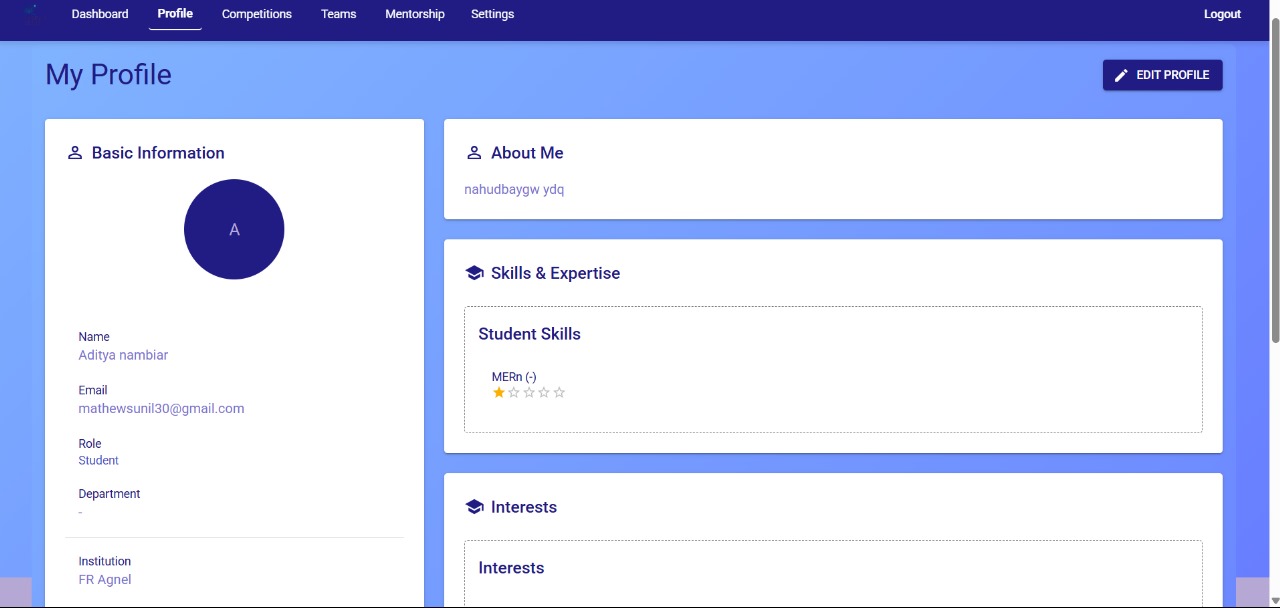 Dashboard Profile Competitions Teams Mentorship Settings Logout
My Profile
EDIT PROFILE
Basic Information
A
Name
Aditya nambiar
Email
mathewsunil30@gmail.com
Role
Student
Department
-
Institution
FR Agnel
About Me
nahudbaygw ydq
Skills & Expertise
Student Skills
MERn (-)
Interests
Interests